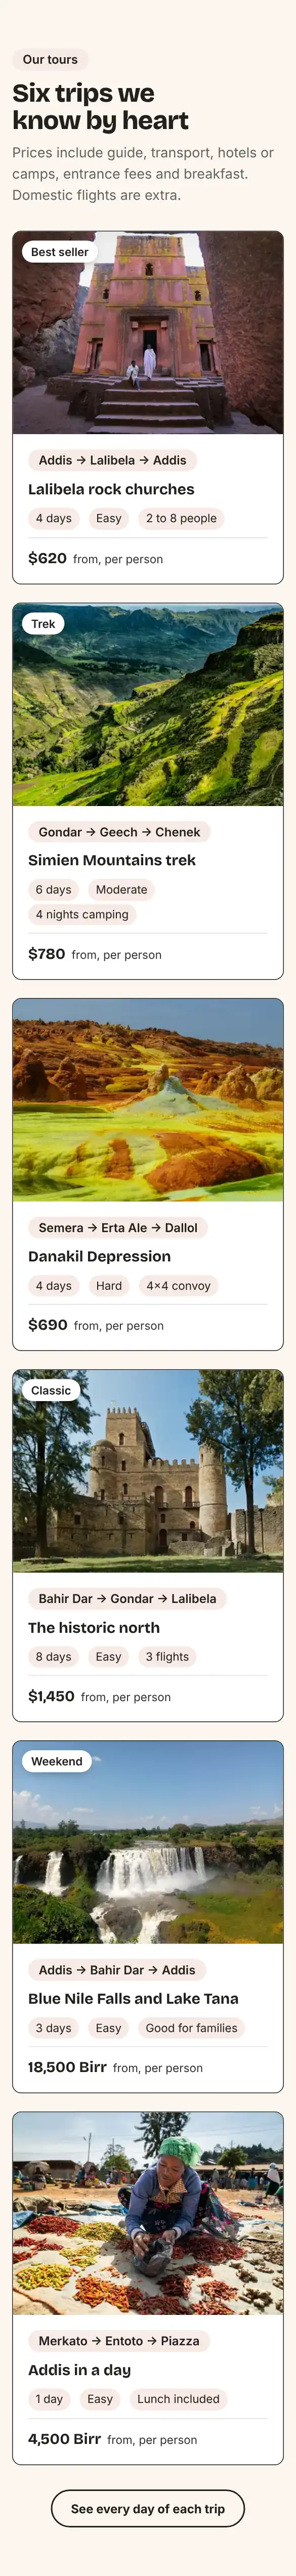 Our tours
Six trips we
know by heart
Prices include guide, transport, hotels or
camps, entrance fees and breakfast.
Domestic flights are extra.
Best seller
Addis → Lalibela → Addis
Lalibela rock churches
4 days Easy 2 to 8 people
$620 from, per person
Trek
Gondar → Geech → Chenek
Simien Mountains trek
6 days Moderate
4 nights camping
$780 from, per person
Semera → Erta Ale → Dallol
Danakil Depression
4 days Hard 4×4 convoy
$690 from, per person
Classic
Bahir Dar → Gondar → Lalibela
The historic north
8 days Easy 3 flights
$1,450 from, per person
Weekend
Addis → Bahir Dar → Addis
Blue Nile Falls and Lake Tana
3 days Easy Good for families
18,500 Birr from, per person
Merkato → Entoto → Piazza
Addis in a day
1 day Easy Lunch included
4,500 Birr from, per person
See every day of each trip